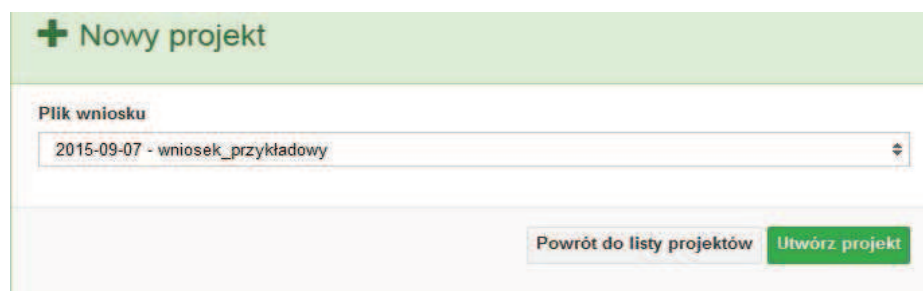 Nowy projekt
Plik wniosku
2015-09-07 - wniosek_przykładowy
Powrót do listy projektów Utwórz projekt